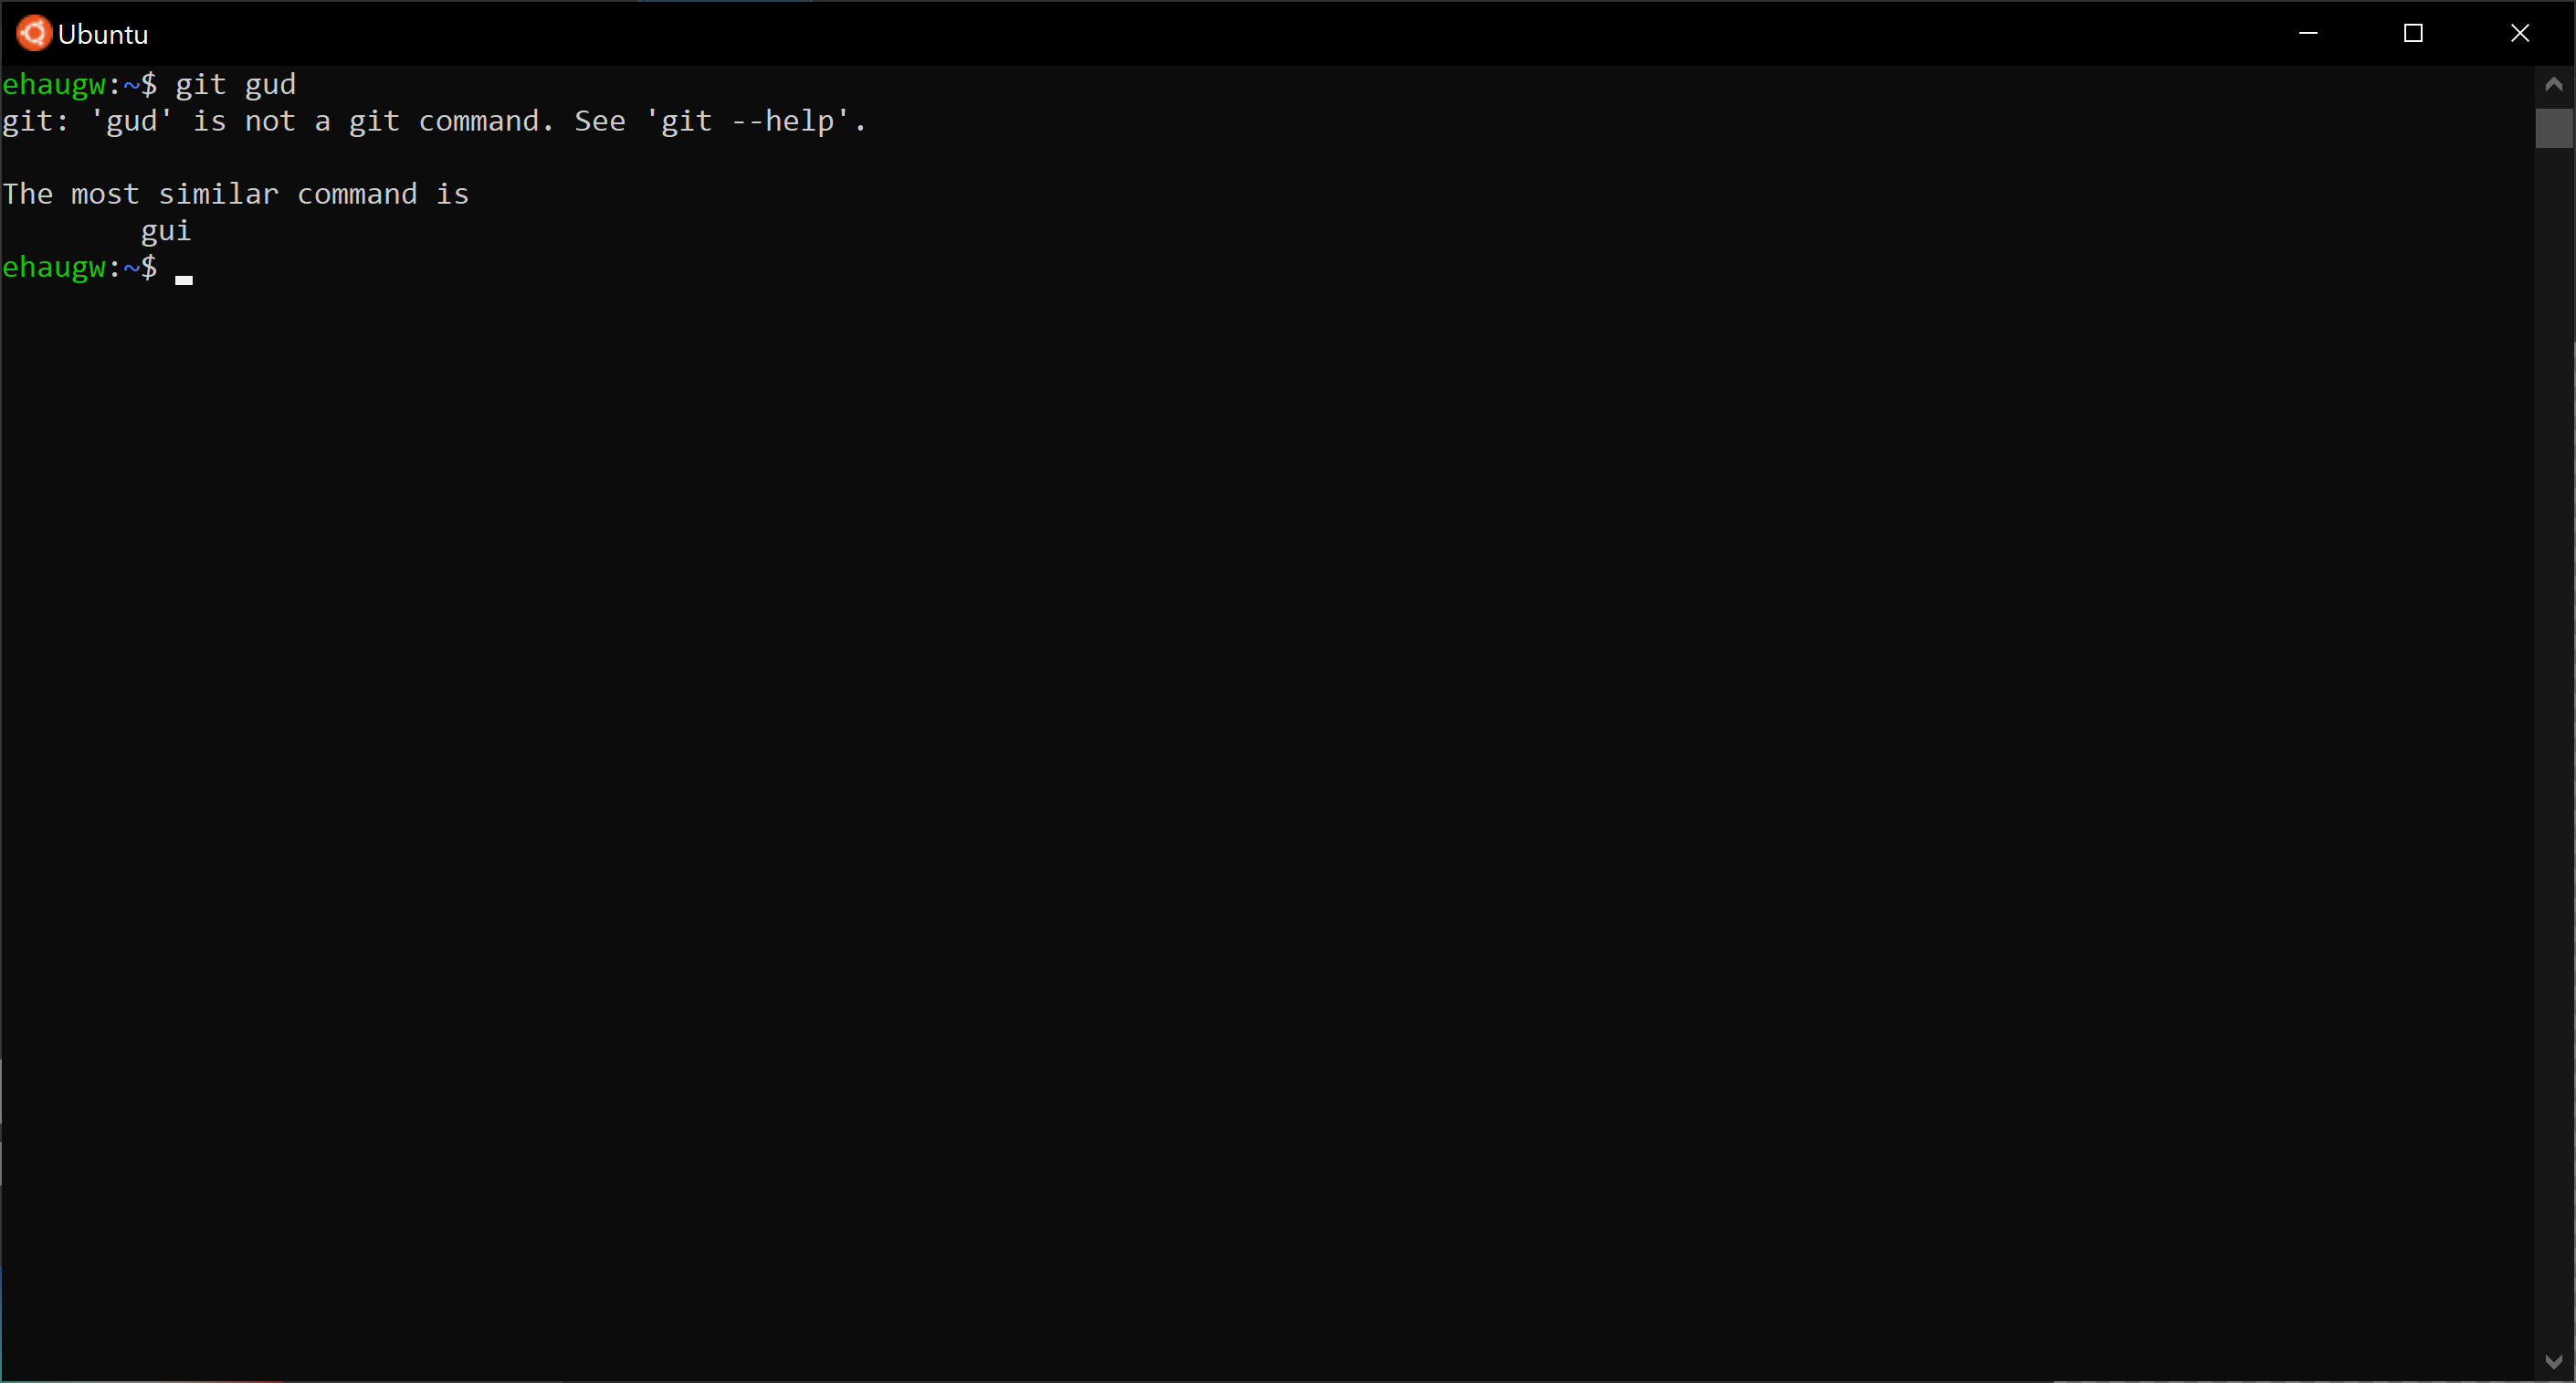 Ubuntu
ehaugw:~$ git gud
git: 'gud' is not a git command. See 'git --help'.
The most similar command is
gui
ehaugw:~$